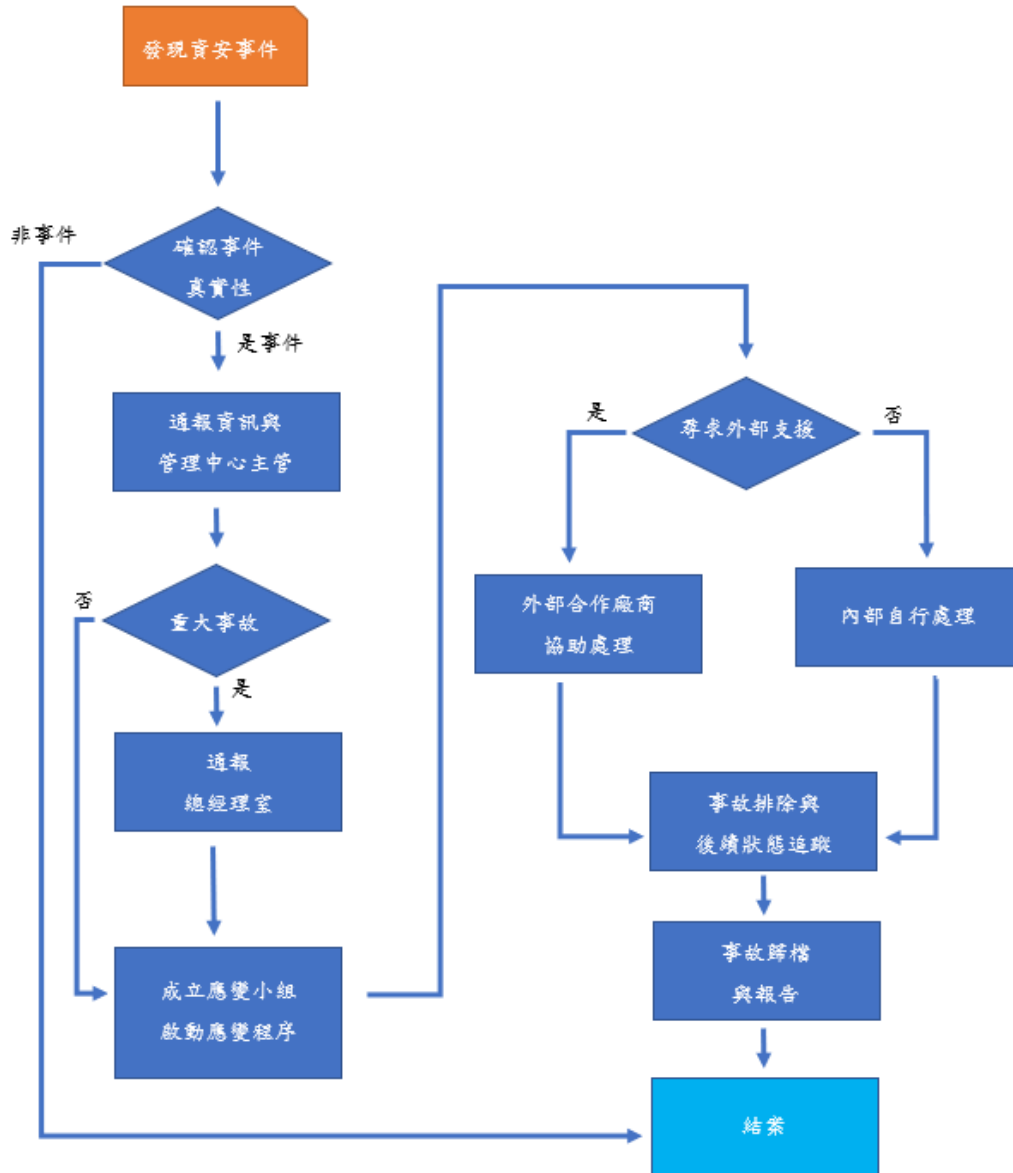 發現資安事件
非事件
確認事件
真實性
是事件
通報資訊與
管理中心主管
否
重大事故
是
通報
總經理室
成立應變小組
啟動應變程序
是
尋求外部支援
否
外部合作廠商
協助處理
內部自行處理
事故排除與
後續狀態追蹤
事故歸檔
與報告
結案